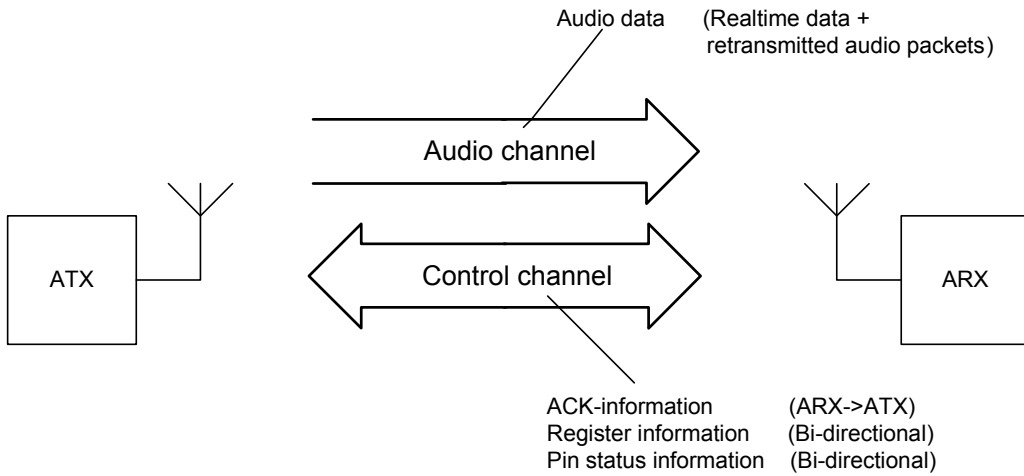 Audio data (Realtime data +
retransmitted audio packets)
Audio channel
ATX
Control channel
ARX
ACK-information (ARX->ATX)
Register information (Bi-directional)
Pin status information (Bi-directional)